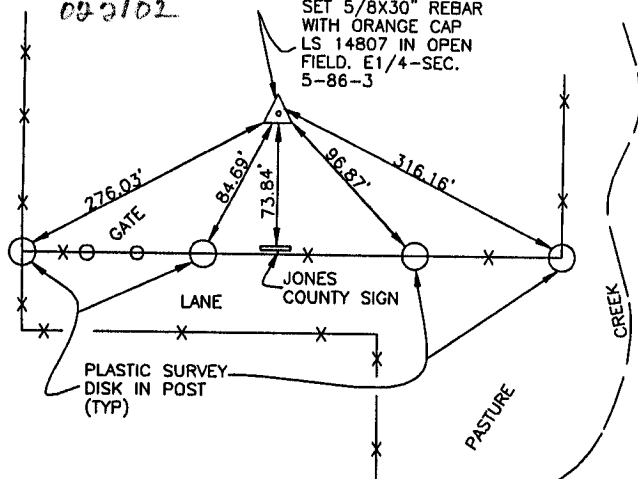 SET 5/8X30" REBAR
WITH ORANGE CAP
LS 14807 IN OPEN
FIELD. E1/4-SEC.
5-86-3
276.03'
84.69'
73.84'
96.87'
316.16'
GATE
LANE
JONES
COUNTY SIGN
PLASTIC SURVEY
DISK IN POST
(TYP)
PASTURE
CREEK